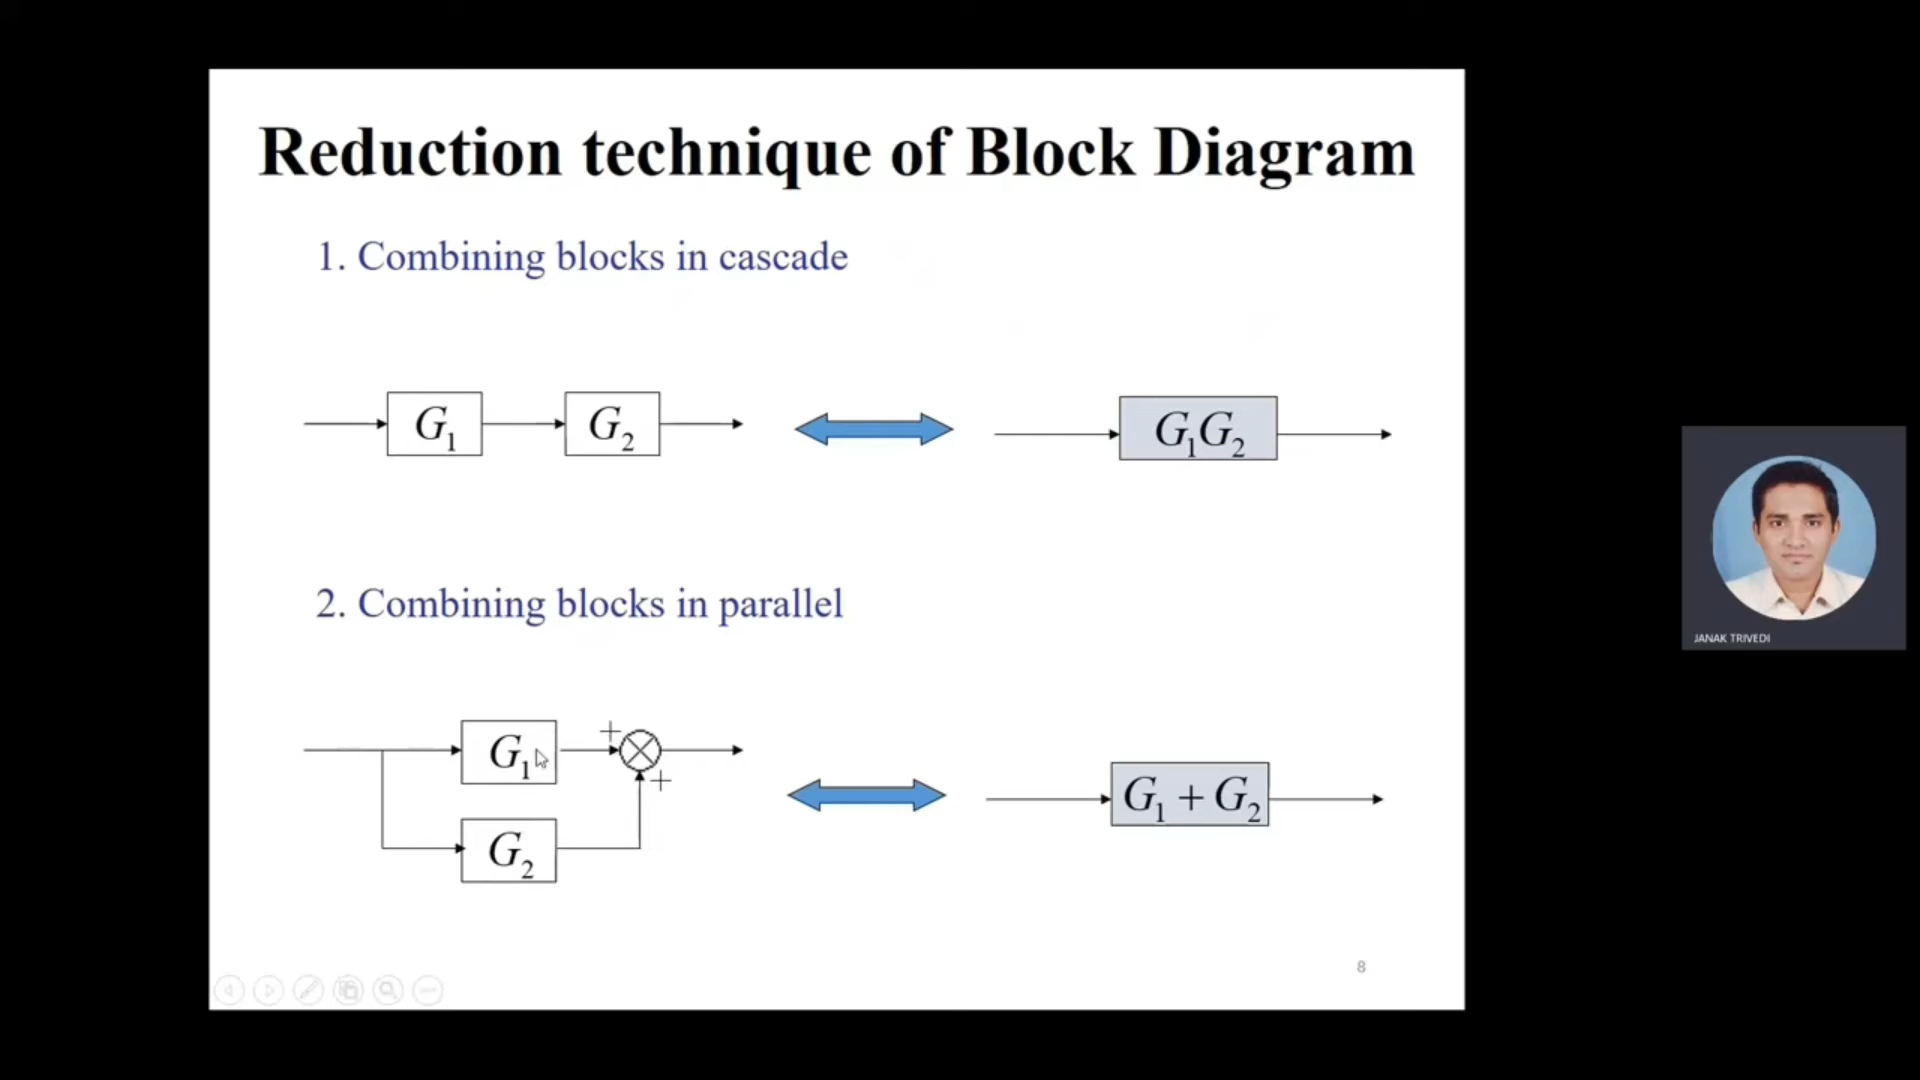 Reduction technique of Block Diagram
1. Combining blocks in cascade
G₁ G₂ G₁G₂
2. Combining blocks in parallel
G₁ + +
G₂
G₁ + G₂
JANAK TRIVEDI
8